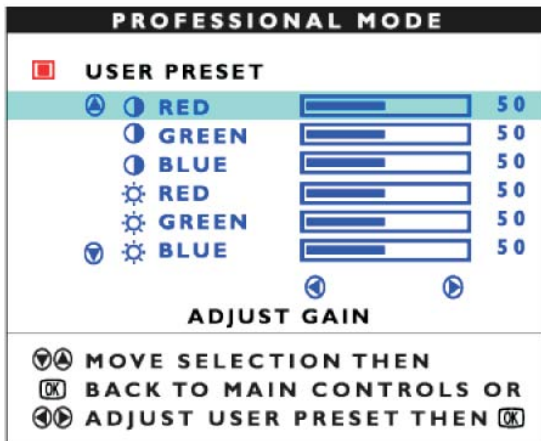 PROFESSIONAL MODE
USER PRESET
RED 50
GREEN 50
BLUE 50
RED 50
GREEN 50
BLUE 50
ADJUST GAIN
MOVE SELECTION THEN
OK BACK TO MAIN CONTROLS OR
ADJUST USER PRESET THEN OK